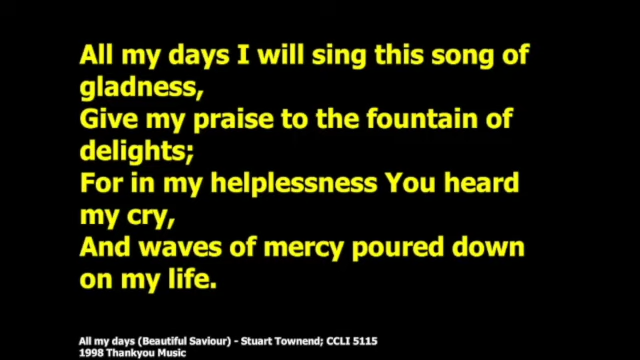 All my days I will sing this song of
gladness,
Give my praise to the fountain of
delights;
For in my helplessness You heard
my cry,
And waves of mercy poured down
on my life.
All my days (Beautiful Saviour) - Stuart Townend; CCLI 5115
1998 Thankyou Music